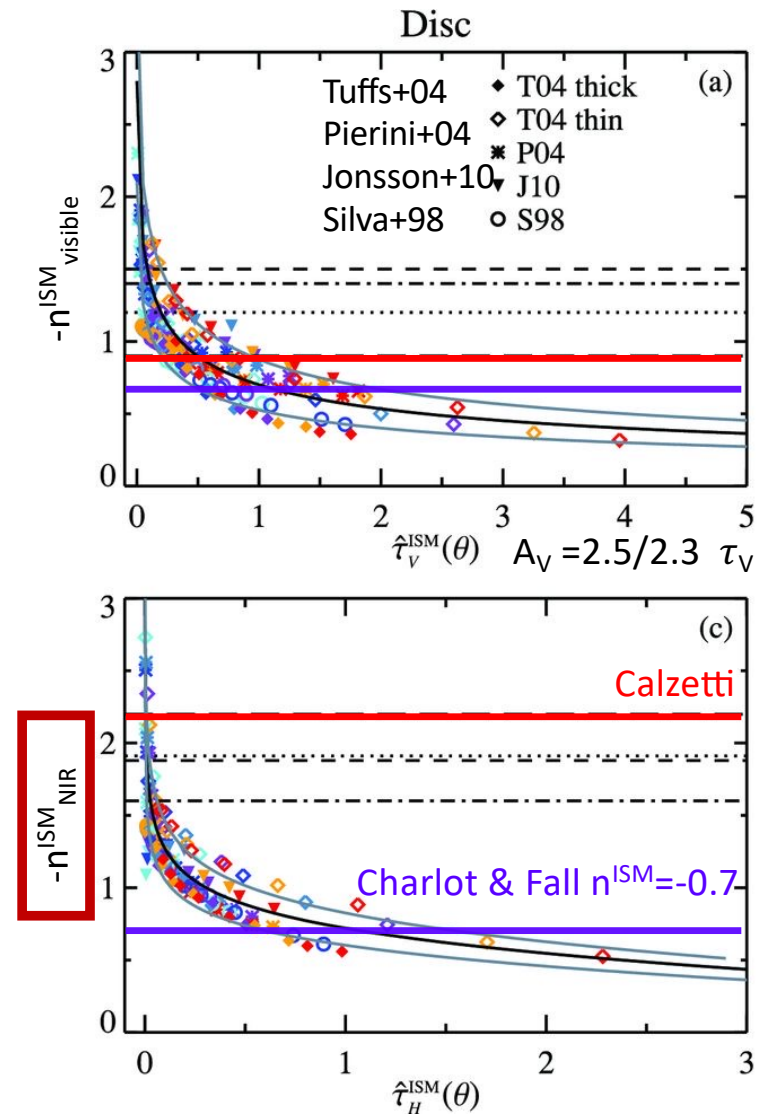 Disc
3
2
1
0
-n^ISM_visible
Tuffs+04
Pierini+04
Jonsson+10
Silva+98
T04 thick
T04 thin
P04
J10
S98
(a)
0 1 2 3 4 5
τ̂_V^ISM(θ)
A_V =2.5/2.3 τ_V
3
2
1
0
-n^ISM_NIR
(c)
Calzetti
Charlot & Fall n^ISM=-0.7
0 1 2 3
τ̂_H^ISM(θ)